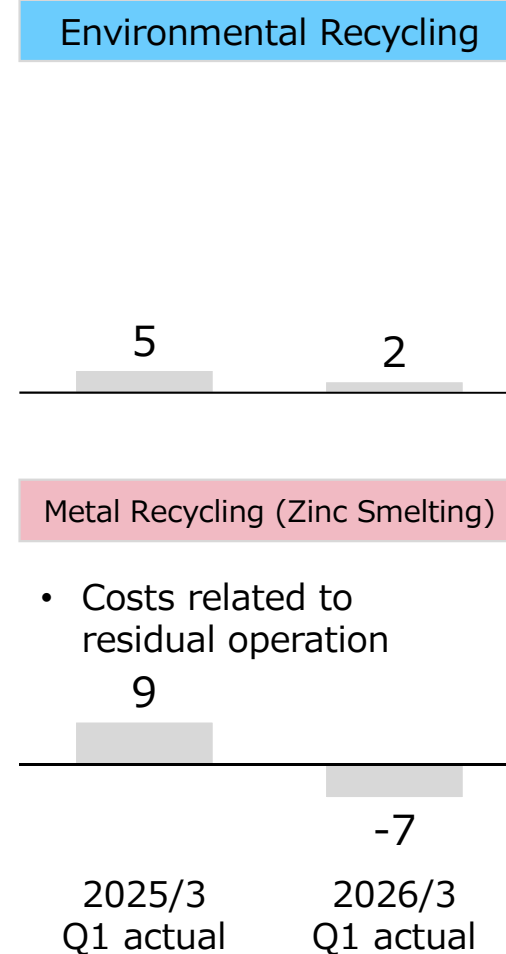 Environmental Recycling
5
2
Metal Recycling (Zinc Smelting)
• Costs related to
residual operation
9
-7
2025/3
Q1 actual
2026/3
Q1 actual